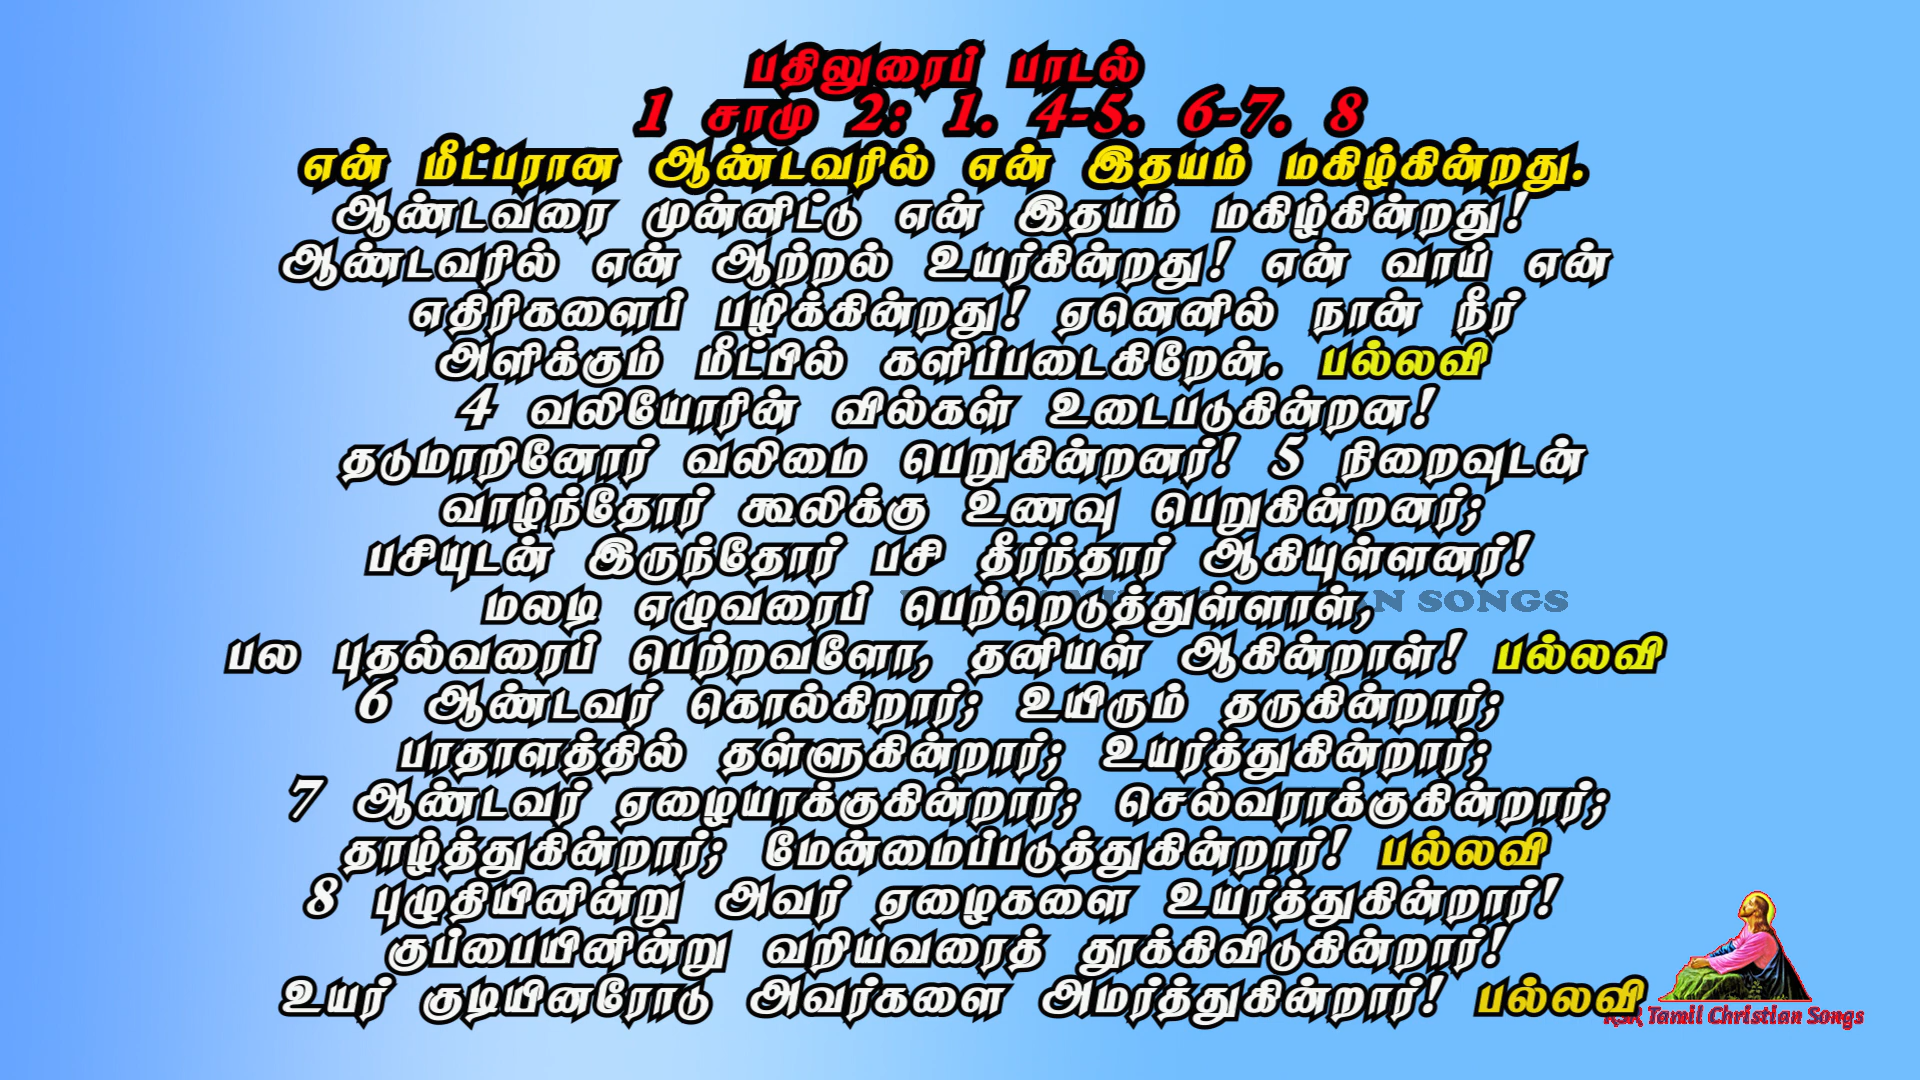 பதிலுரைப் பாடல்
1 சாமு 2: 1. 4-5. 6-7. 8
என் மீட்பரான ஆண்டவரில் என் இதயம் மகிழ்கின்றது.
ஆண்டவரை முன்னிட்டு என் இதயம் மகிழ்கின்றது!
ஆண்டவரில் என் ஆற்றல் உயர்கின்றது! என் வாய் என்
எதிரிகளைப் பழிக்கின்றது! ஏனெனில் நான் நீர்
அளிக்கும் மீட்பில் களிப்படைகிறேன். பல்லவி
4 வலியோரின் வில்கள் உடைபடுகின்றன!
தடுமாறினோர் வலிமை பெறுகின்றனர்! 5 நிறைவுடன்
வாழ்ந்தோர் கூலிக்கு உணவு பெறுகின்றனர்;
பசியுடன் இருந்தோர் பசி தீர்ந்தார் ஆகியுள்ளனர்!
மலடி எழுவரைப் பெற்றெடுத்துள்ளாள்,
SONGS
பல புதல்வரைப் பெற்றவளோ, தனியள் ஆகின்றாள்! பல்லவி
6 ஆண்டவர் கொல்கிறார்; உயிரும் தருகின்றார்;
பாதாளத்தில் தள்ளுகின்றார்; உயர்த்துகின்றார்;
7 ஆண்டவர் ஏழையாக்குகின்றார்; செல்வராக்குகின்றார்;
தாழ்த்துகின்றார்; மேன்மைப்படுத்துகின்றார்! பல்லவி
8 புழுதியினின்று அவர் ஏழைகளை உயர்த்துகின்றார்!
குப்பையினின்று வறியவரைத் தூக்கிவிடுகின்றார்!
உயர் குடியினரோடு அவர்களை அமர்த்துகின்றார்! பல்லவி
Tamil Christian Songs